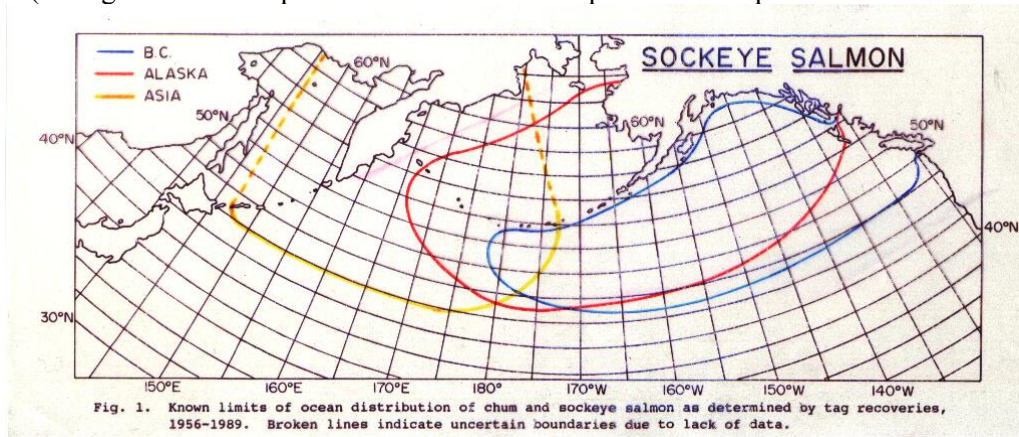 B.C.
ALASKA
ASIA
SOCKEYE SALMON
60°N
50°N
40°N
30°N
60°N
50°N
40°N
150°E 160°E 170°E 180° 170°W 160°W 150°W 140°W
Fig. 1. Known limits of ocean distribution of chum and sockeye salmon as determined by tag recoveries,
1956-1989. Broken lines indicate uncertain boundaries due to lack of data.